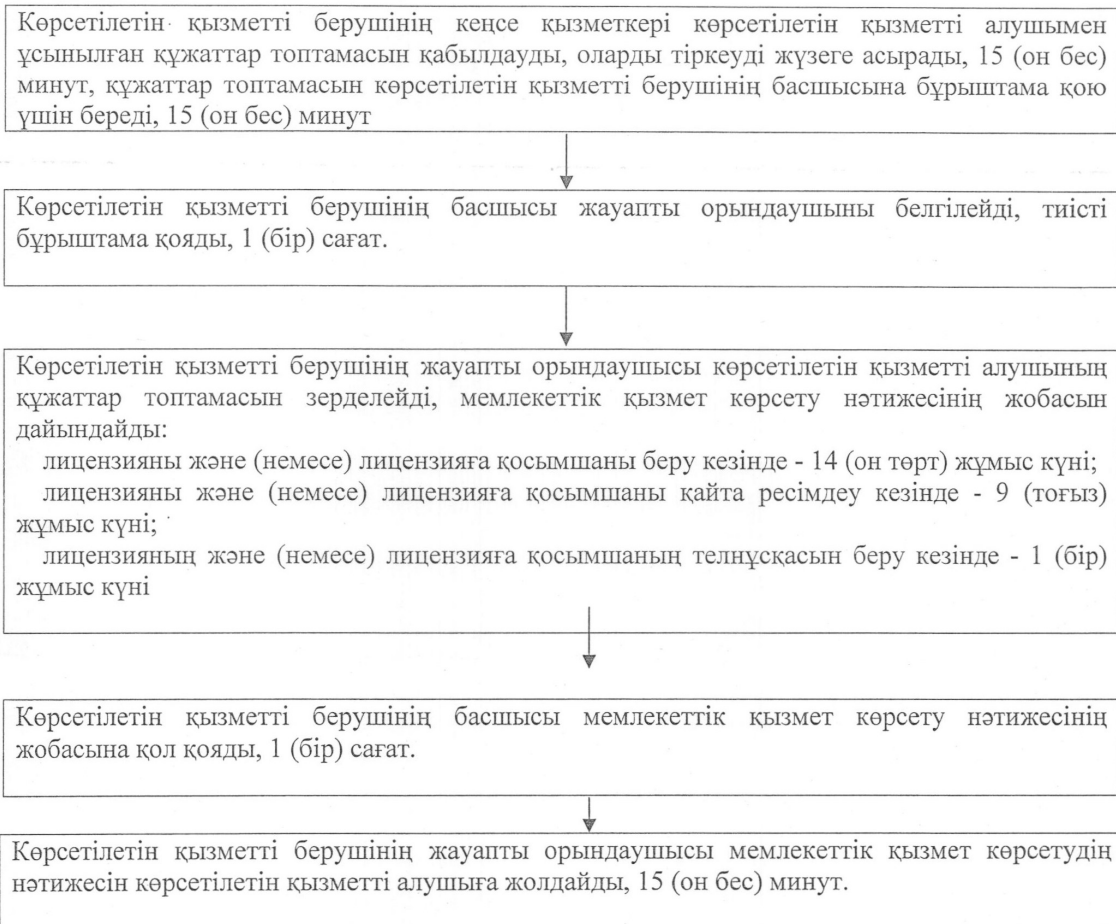 Көрсетілетін қызметті берушінің кеңсе қызметкері көрсетілетін қызметті алушымен
ұсынылған құжаттар топтамасын қабылдауды, оларды тіркеуді жүзеге асырады, 15 (он бес)
минут, құжаттар топтамасын көрсетілетін қызметті берушінің басшысына бұрыштама қою
үшін береді, 15 (он бес) минут
Көрсетілетін қызметті берушінің басшысы жауапты орындаушыны белгілейді, тиісті
бұрыштама қояды, 1 (бір) сағат.
Көрсетілетін қызметті берушінің жауапты орындаушысы көрсетілетін қызметті алушының
құжаттар топтамасын зерделейді, мемлекеттік қызмет көрсету нәтижесінің жобасын
дайындайды:
лицензияны және (немесе) лицензияға қосымшаны беру кезінде - 14 (он төрт) жұмыс күні;
лицензияны және (немесе) лицензияға қосымшаны қайта ресімдеу кезінде - 9 (тоғыз)
жұмыс күні;
лицензияның және (немесе) лицензияға қосымшаның телнұсқасын беру кезінде - 1 (бір)
жұмыс күні
Көрсетілетін қызметті берушінің басшысы мемлекеттік қызмет көрсету нәтижесінің
жобасына қол қояды, 1 (бір) сағат.
Көрсетілетін қызметті берушінің жауапты орындаушысы мемлекеттік қызмет көрсетудің
нәтижесін көрсетілетін қызметті алушыға жолдайды, 15 (он бес) минут.